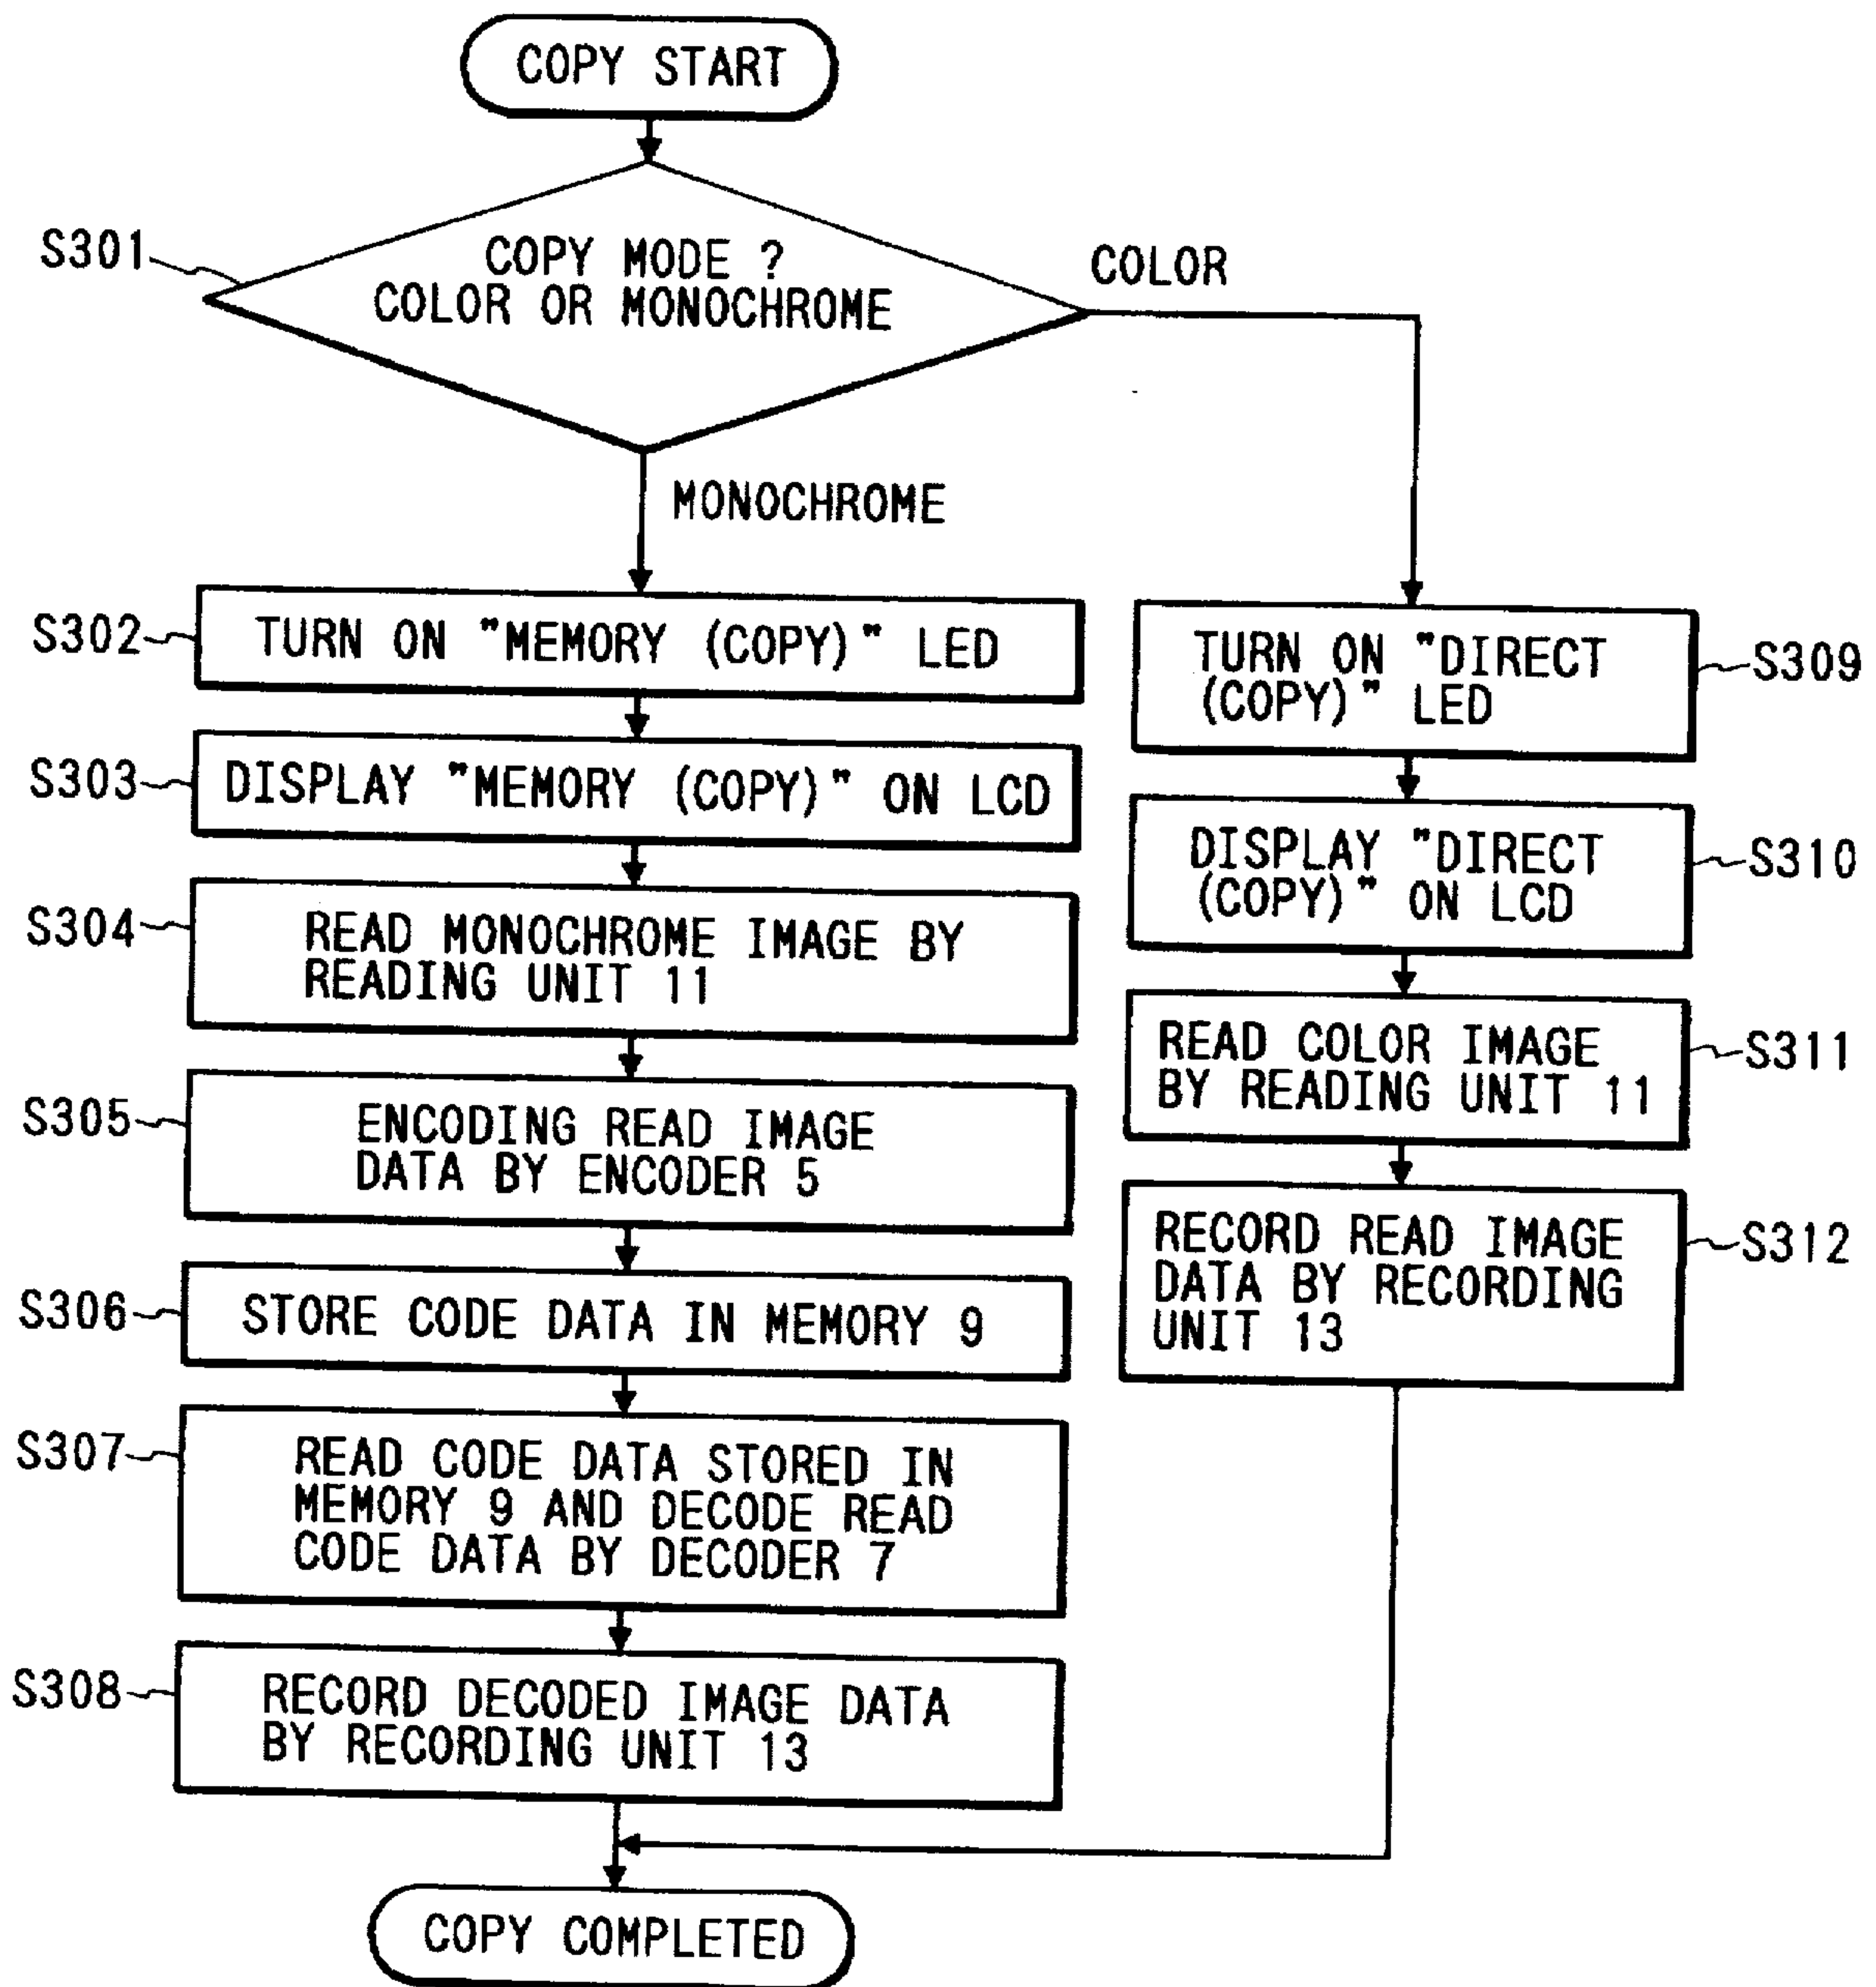 COPY START
S301
COPY MODE ?
COLOR OR MONOCHROME
COLOR
MONOCHROME
S302
TURN ON "MEMORY (COPY)" LED
S303
DISPLAY "MEMORY (COPY)" ON LCD
S304
READ MONOCHROME IMAGE BY
READING UNIT 11
S305
ENCODING READ IMAGE
DATA BY ENCODER 5
S306
STORE CODE DATA IN MEMORY 9
S307
READ CODE DATA STORED IN
MEMORY 9 AND DECODE READ
CODE DATA BY DECODER 7
S308
RECORD DECODED IMAGE DATA
BY RECORDING UNIT 13
TURN ON "DIRECT
(COPY)" LED
S309
DISPLAY "DIRECT
(COPY)" ON LCD
S310
READ COLOR IMAGE
BY READING UNIT 11
S311
RECORD READ IMAGE
DATA BY RECORDING
UNIT 13
S312
COPY COMPLETED